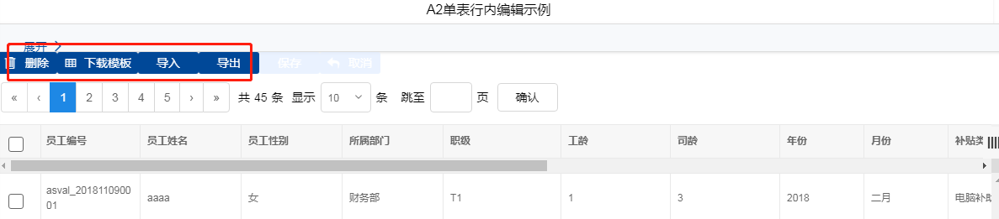 A2单表行内编辑示例
展开
删除 下载模板 导入 导出 保存 取消
« ‹ 1 2 3 4 5 › » 共 45 条 显示 10 条 跳至 页 确认
员工编号 员工姓名 员工性别 所属部门 职级 工龄 司龄 年份 月份 补贴类
asval_2018110900
01 aaaa 女 财务部 T1 1 3 2018 二月 电脑补助